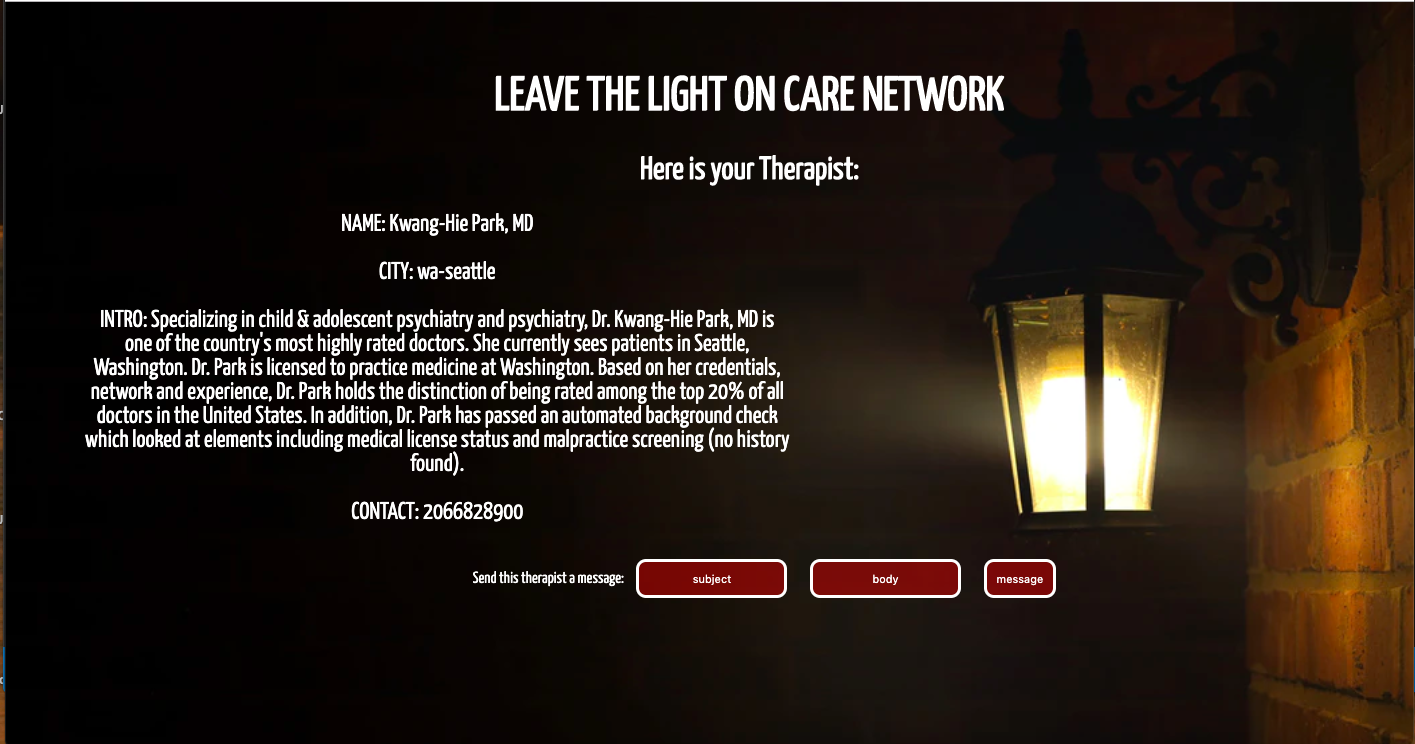 LEAVE THE LIGHT ON CARE NETWORK
Here is your Therapist:
NAME: Kwang-Hie Park, MD
CITY: wa-seattle
INTRO: Specializing in child & adolescent psychiatry and psychiatry, Dr. Kwang-Hie Park, MD is
one of the country's most highly rated doctors. She currently sees patients in Seattle,
Washington. Dr. Park is licensed to practice medicine at Washington. Based on her credentials,
network and experience, Dr. Park holds the distinction of being rated among the top 20% of all
doctors in the United States. In addition, Dr. Park has passed an automated background check
which looked at elements including medical license status and malpractice screening (no history
found).
CONTACT: 2066828900
Send this therapist a message: subject body message